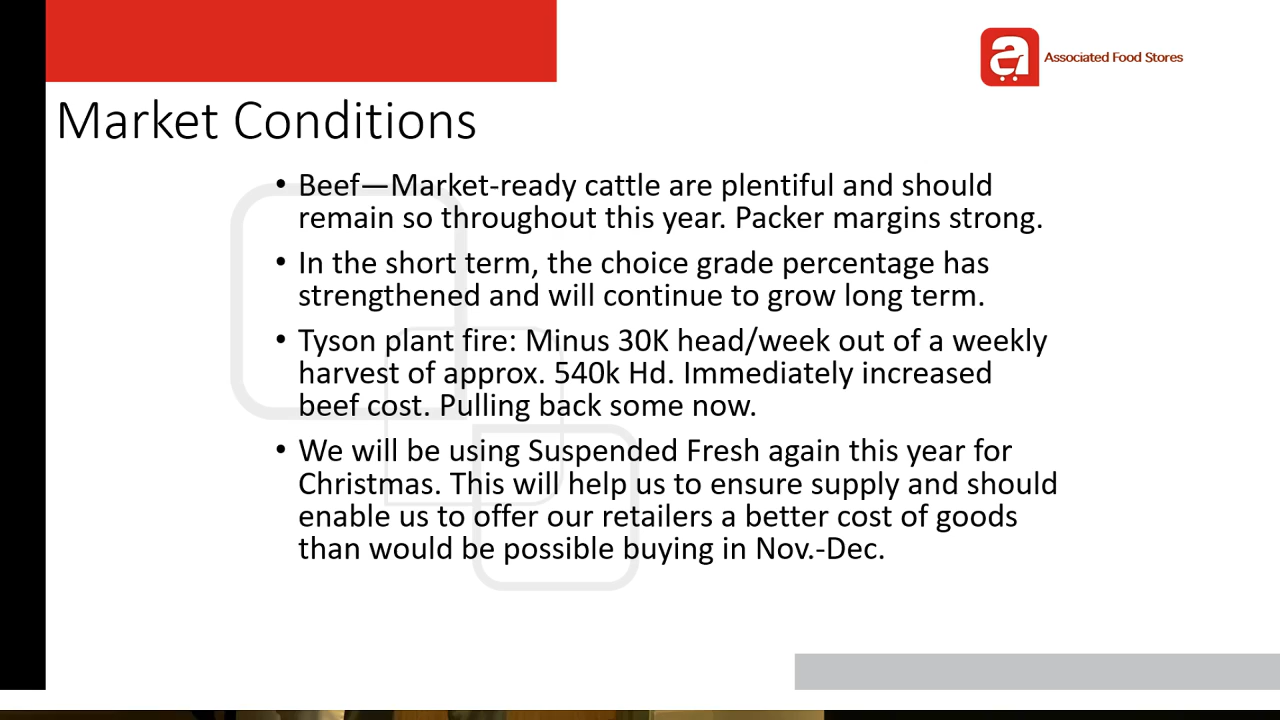 Associated Food Stores
Market Conditions
• Beef—Market-ready cattle are plentiful and should
remain so throughout this year. Packer margins strong.
• In the short term, the choice grade percentage has
strengthened and will continue to grow long term.
• Tyson plant fire: Minus 30K head/week out of a weekly
harvest of approx. 540k Hd. Immediately increased
beef cost. Pulling back some now.
• We will be using Suspended Fresh again this year for
Christmas. This will help us to ensure supply and should
enable us to offer our retailers a better cost of goods
than would be possible buying in Nov.-Dec.